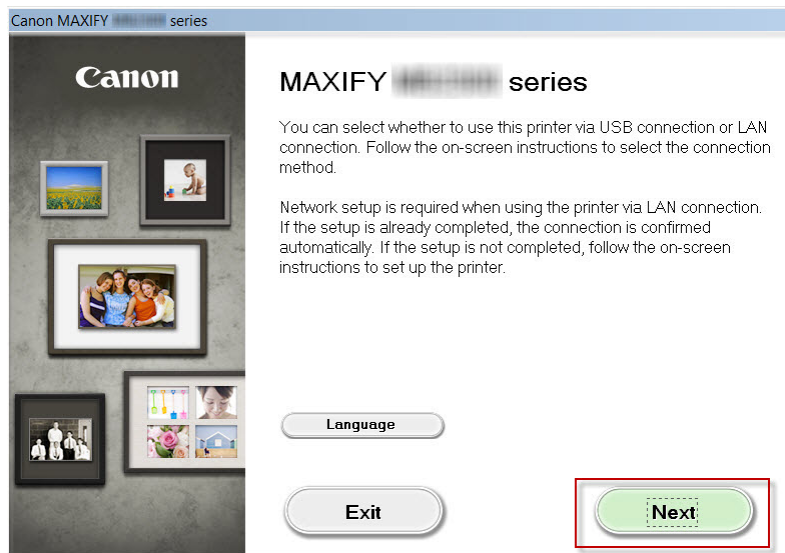 Canon MAXIFY series
Canon
MAXIFY series
You can select whether to use this printer via USB connection or LAN
connection. Follow the on-screen instructions to select the connection
method.
Network setup is required when using the printer via LAN connection.
If the setup is already completed, the connection is confirmed
automatically. If the setup is not completed, follow the on-screen
instructions to set up the printer.
Language
Exit
Next